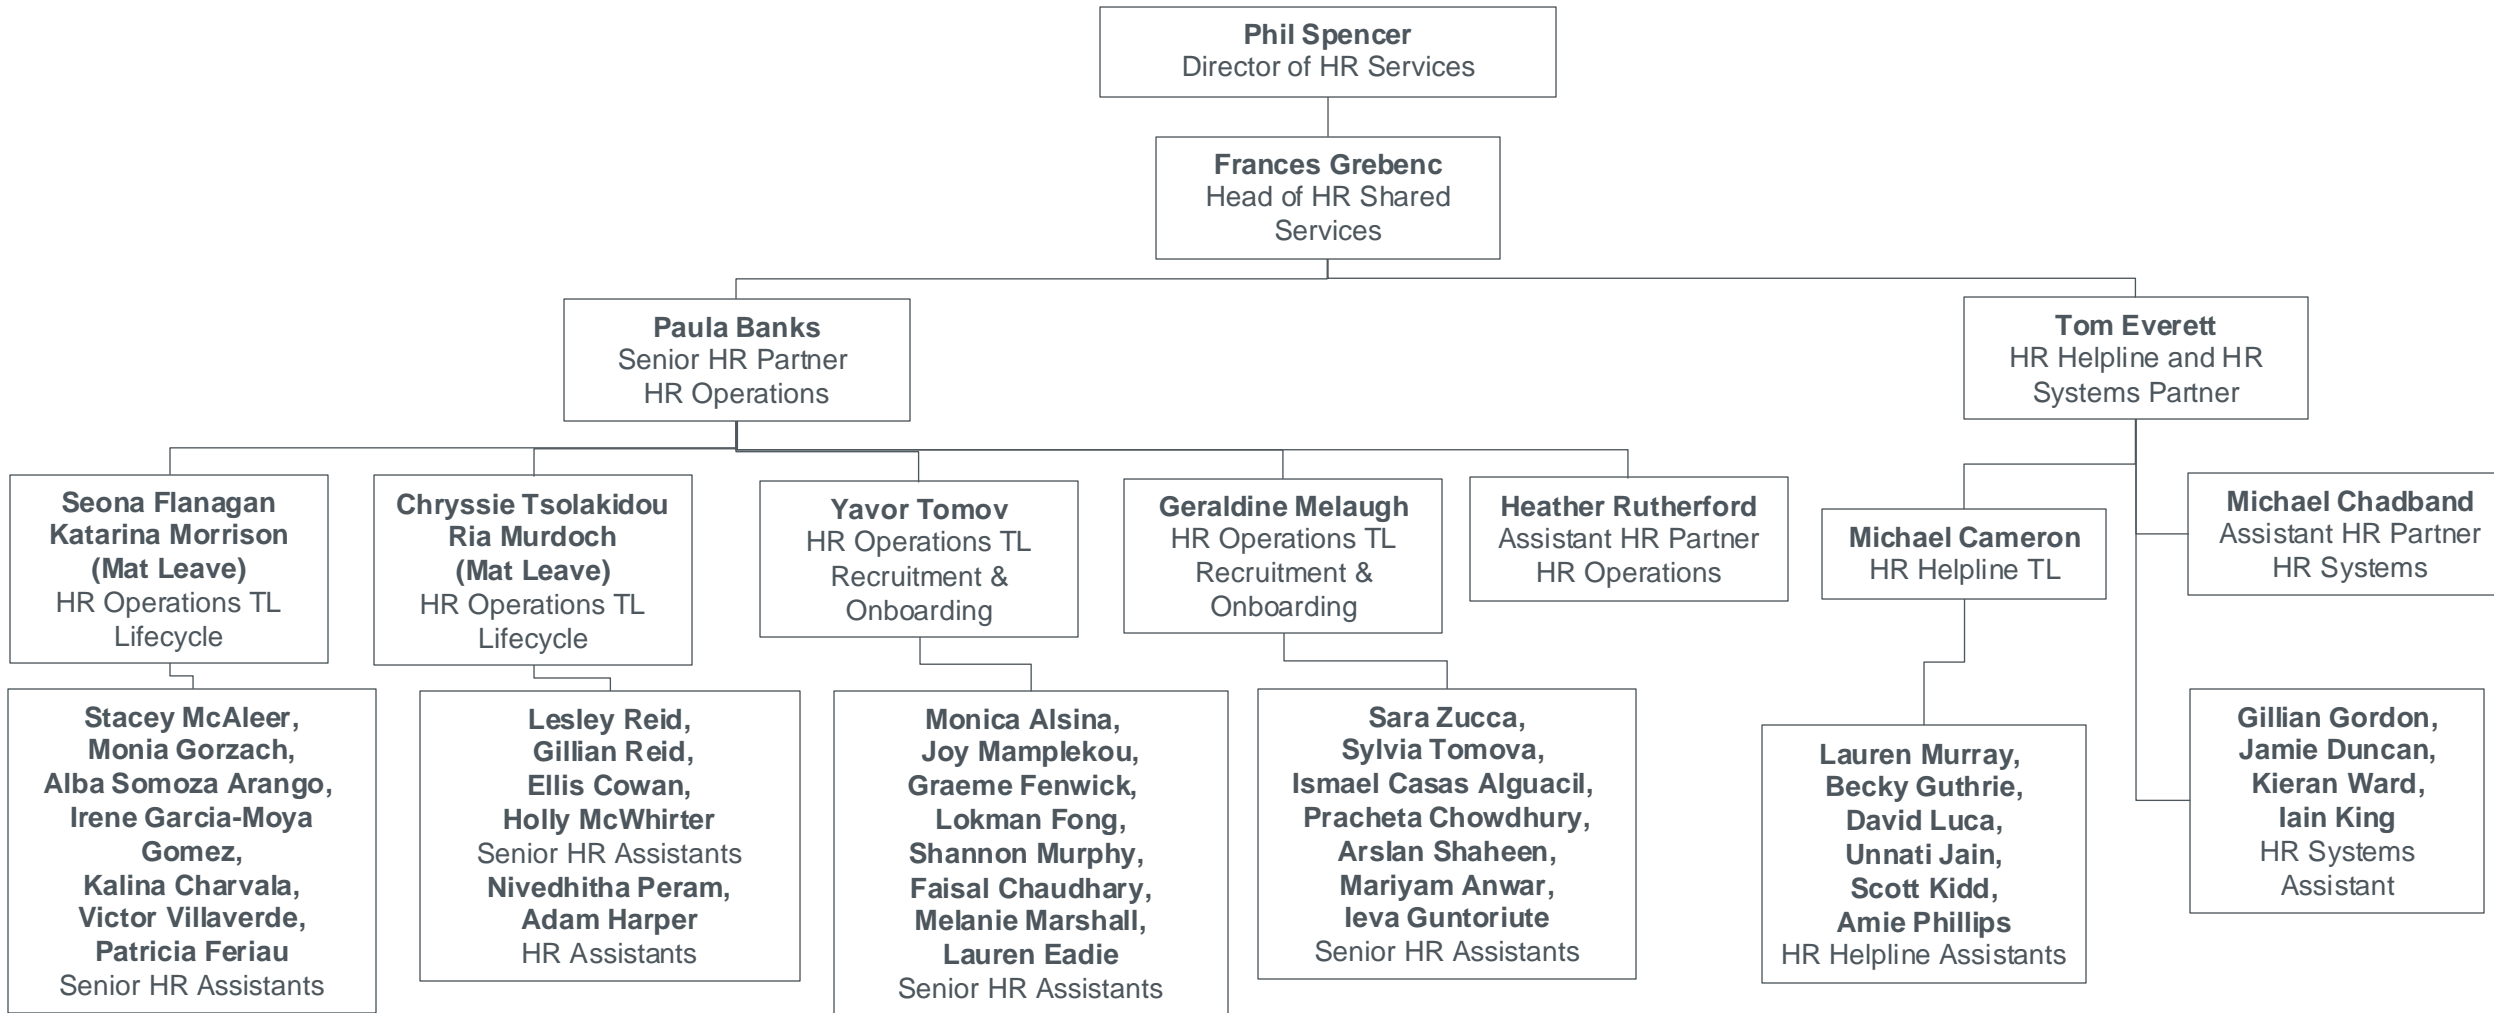 Phil Spencer
Director of HR Services
Frances Grebenc
Head of HR Shared
Services
Paula Banks
Senior HR Partner
HR Operations
Tom Everett
HR Helpline and HR
Systems Partner
Seona Flanagan
Katarina Morrison
(Mat Leave)
HR Operations TL
Lifecycle
Chryssie Tsolakidou
Ria Murdoch
(Mat Leave)
HR Operations TL
Lifecycle
Yavor Tomov
HR Operations TL
Recruitment &
Onboarding
Geraldine Melaugh
HR Operations TL
Recruitment &
Onboarding
Heather Rutherford
Assistant HR Partner
HR Operations
Michael Cameron
HR Helpline TL
Michael Chadband
Assistant HR Partner
HR Systems
Stacey McAleer,
Monia Gorzach,
Alba Somoza Arango,
Irene Garcia-Moya
Gomez,
Kalina Charvala,
Victor Villaverde,
Patricia Feriau
Senior HR Assistants
Lesley Reid,
Gillian Reid,
Ellis Cowan,
Holly McWhirter
Senior HR Assistants
Nivedhitha Peram,
Adam Harper
HR Assistants
Monica Alsina,
Joy Mamplekou,
Graeme Fenwick,
Lokman Fong,
Shannon Murphy,
Faisal Chaudhary,
Melanie Marshall,
Lauren Eadie
Senior HR Assistants
Sara Zucca,
Sylvia Tomova,
Ismael Casas Alguacil,
Pracheta Chowdhury,
Arslan Shaheen,
Mariyam Anwar,
Ieva Guntoriute
Senior HR Assistants
Lauren Murray,
Becky Guthrie,
David Luca,
Unnati Jain,
Scott Kidd,
Amie Phillips
HR Helpline Assistants
Gillian Gordon,
Jamie Duncan,
Kieran Ward,
Iain King
HR Systems
Assistant